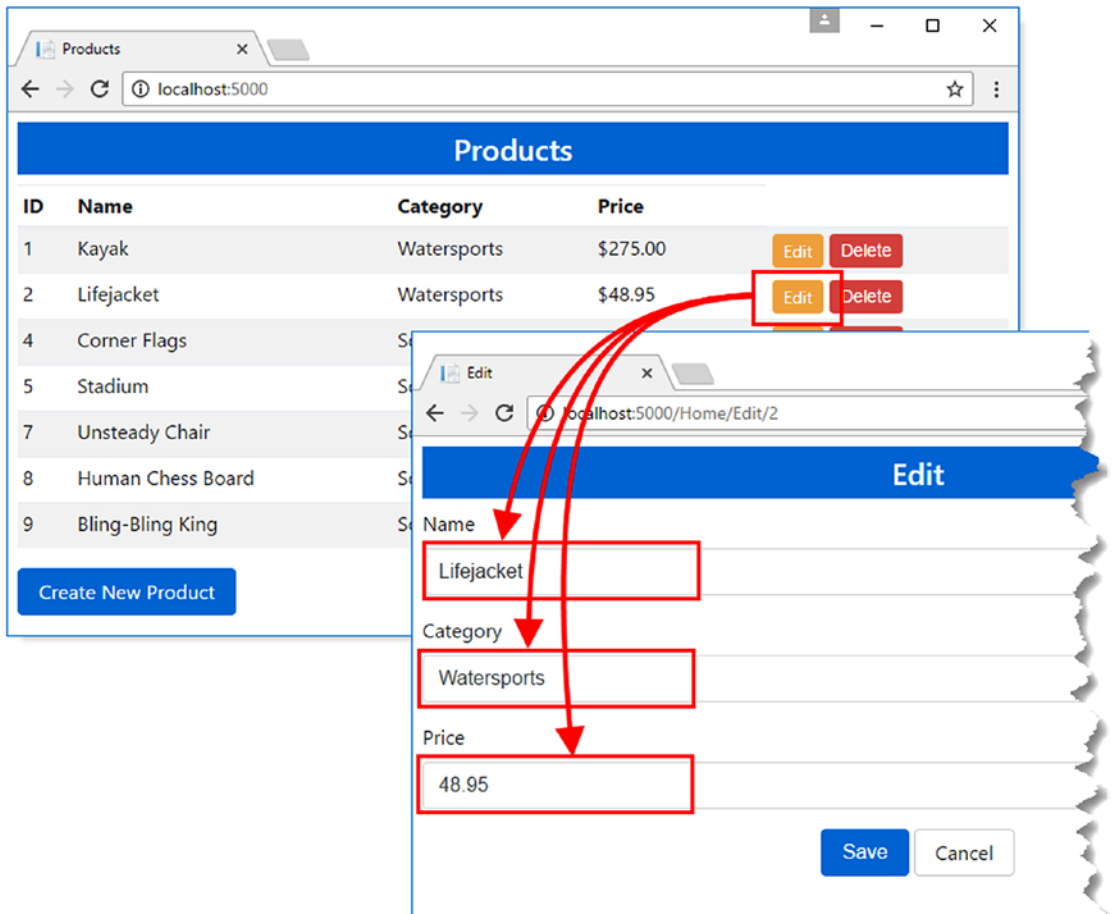 Products
localhost:5000
Products
ID Name Category Price
1 Kayak Watersports $275.00 Edit Delete
2 Lifejacket Watersports $48.95 Edit Delete
4 Corner Flags
5 Stadium
7 Unsteady Chair
8 Human Chess Board
9 Bling-Bling King
Create New Product
Edit
localhost:5000/Home/Edit/2
Edit
Name
Lifejacket
Category
Watersports
Price
48.95
Save Cancel